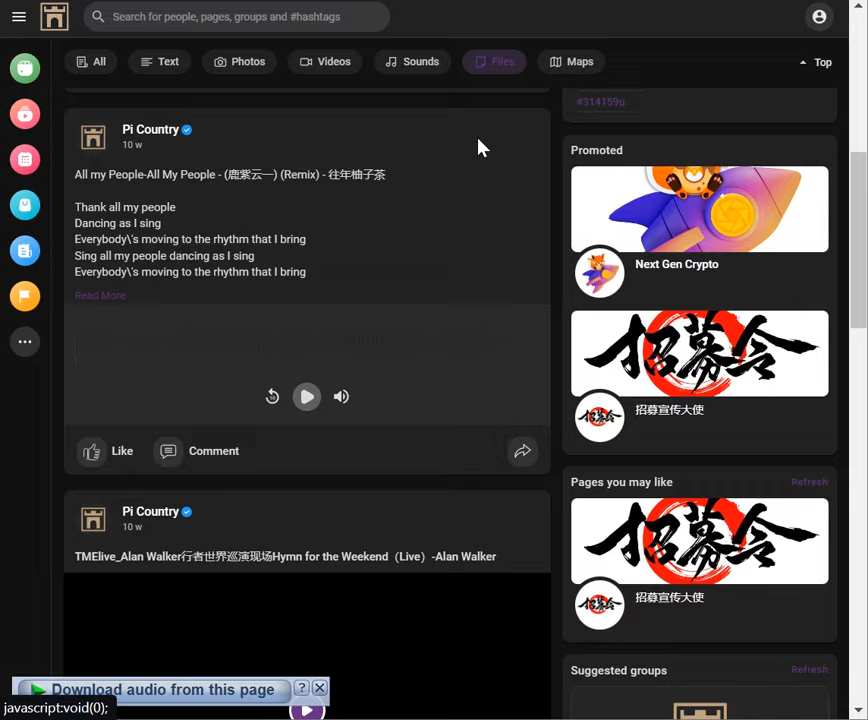 Search for people, pages, groups and #hashtags
All
Text
Photos
Videos
Sounds
Files
Maps
Top
#314159u
Pi Country
10 w
All my People-All My People - (鹿紫云一) (Remix) - 往年柚子茶
Thank all my people
Dancing as I sing
Everybody\'s moving to the rhythm that I bring
Sing all my people dancing as I sing
Everybody\'s moving to the rhythm that I bring
Read More
Like
Comment
Pi Country
10 w
TMElive_Alan Walker行者世界巡演现场Hymn for the Weekend（Live）-Alan Walker
Promoted
Next Gen Crypto
招募令
招募宣传大使
Pages you may like
Refresh
招募令
招募宣传大使
Suggested groups
Refresh
Download audio from this page
javascript:void(0);